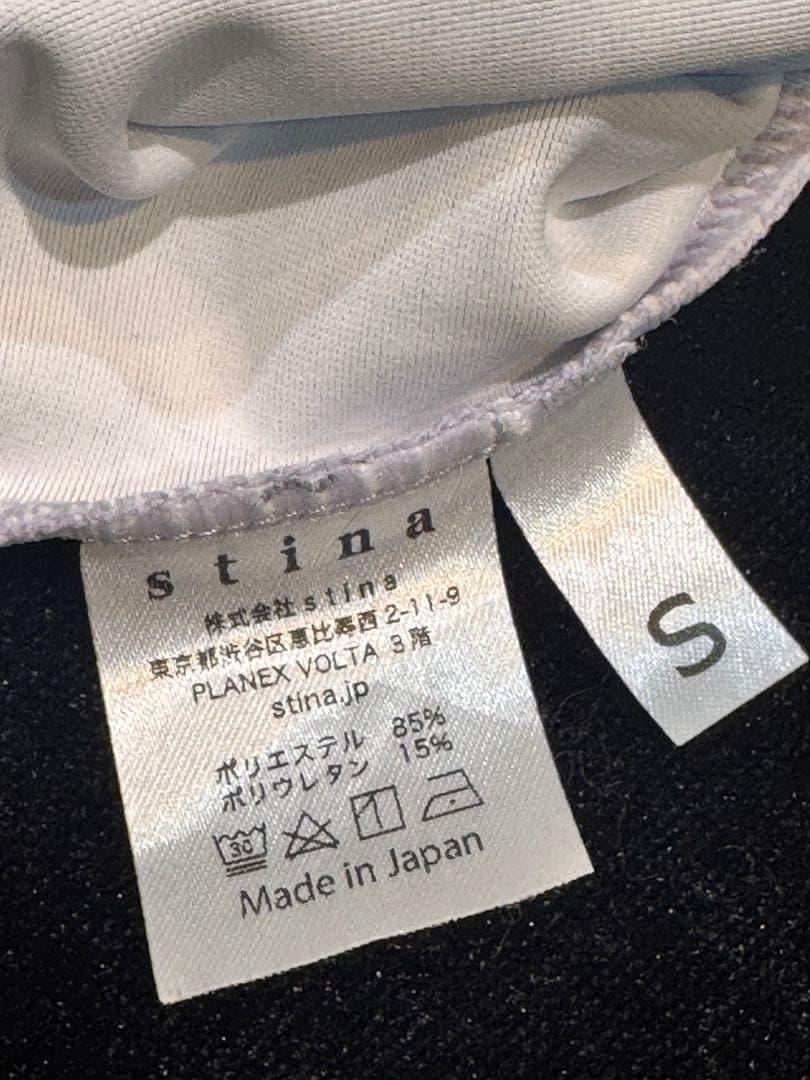 stina
株式会社stina
東京都渋谷区恵比寿西2-11-9
PLANEX VOLTA 3階
stina.jp
ポリエステル 85%
ポリウレタン 15%
30
Made in Japan
S